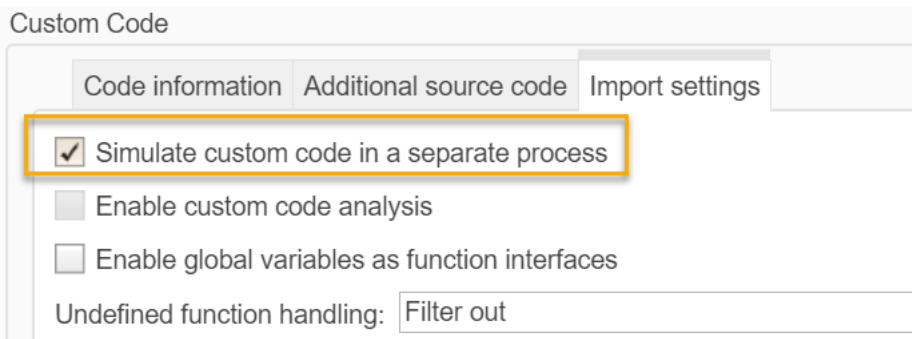 Custom Code
Code information Additional source code Import settings
Simulate custom code in a separate process
Enable custom code analysis
Enable global variables as function interfaces
Undefined function handling: Filter out